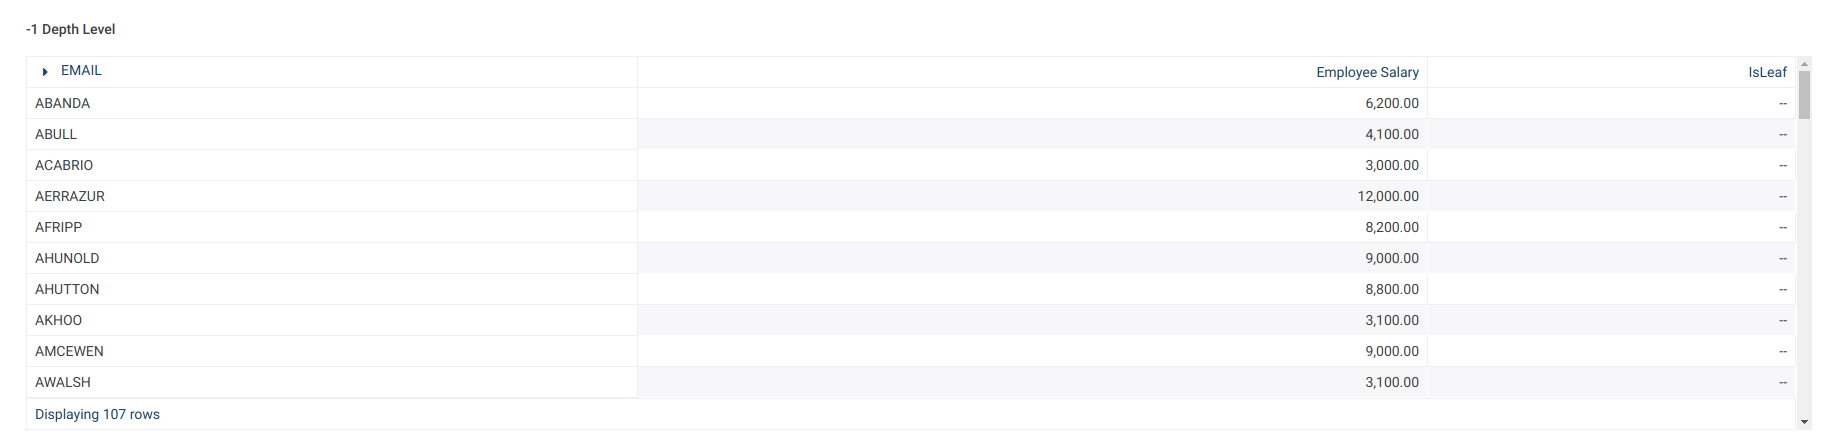 -1 Depth Level
EMAIL Employee Salary IsLeaf
ABANDA 6,200.00 --
ABULL 4,100.00 --
ACABRIO 3,000.00 --
AERRAZUR 12,000.00 --
AFRIPP 8,200.00 --
AHUNOLD 9,000.00 --
AHUTTON 8,800.00 --
AKHOO 3,100.00 --
AMCEWEN 9,000.00 --
AWALSH 3,100.00 --
Displaying 107 rows